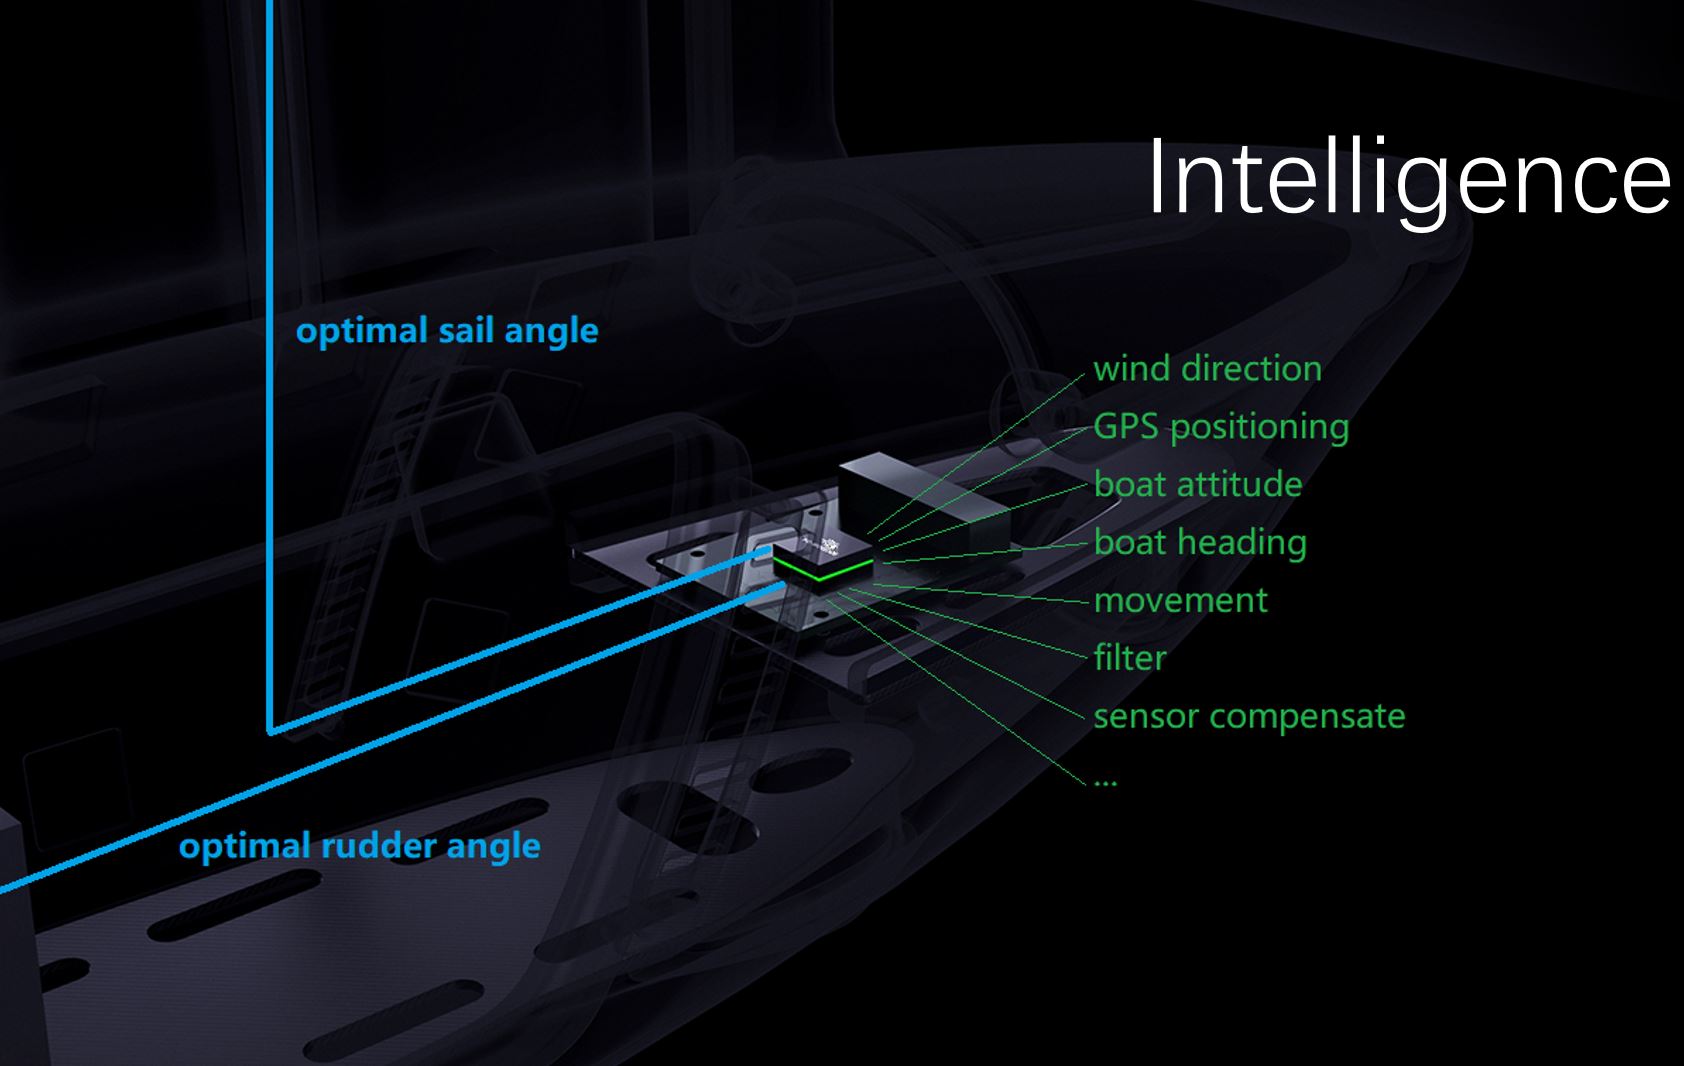 Intelligence
optimal sail angle
wind direction
GPS positioning
boat attitude
boat heading
movement
filter
sensor compensate
...
optimal rudder angle